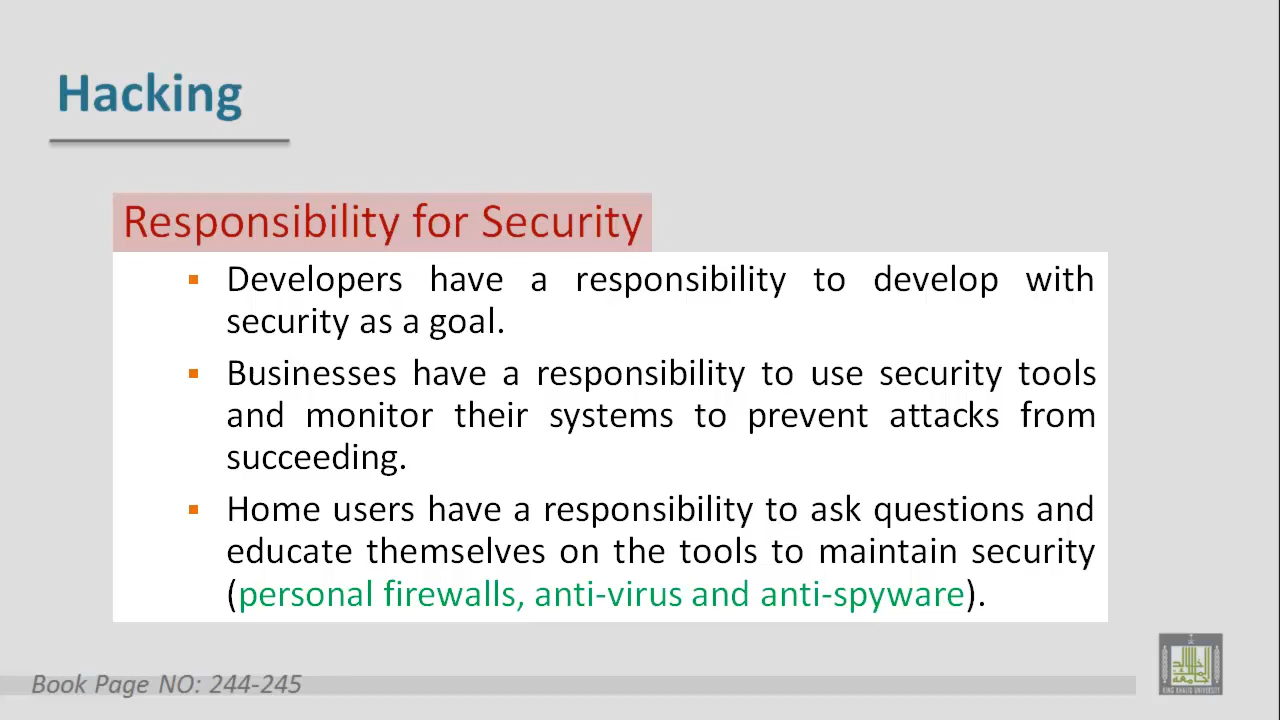 Hacking
Responsibility for Security
▪ Developers have a responsibility to develop with
security as a goal.
▪ Businesses have a responsibility to use security tools
and monitor their systems to prevent attacks from
succeeding.
▪ Home users have a responsibility to ask questions and
educate themselves on the tools to maintain security
(personal firewalls, anti-virus and anti-spyware).
Book Page NO: 244-245
KING KHALID UNIVERSITY